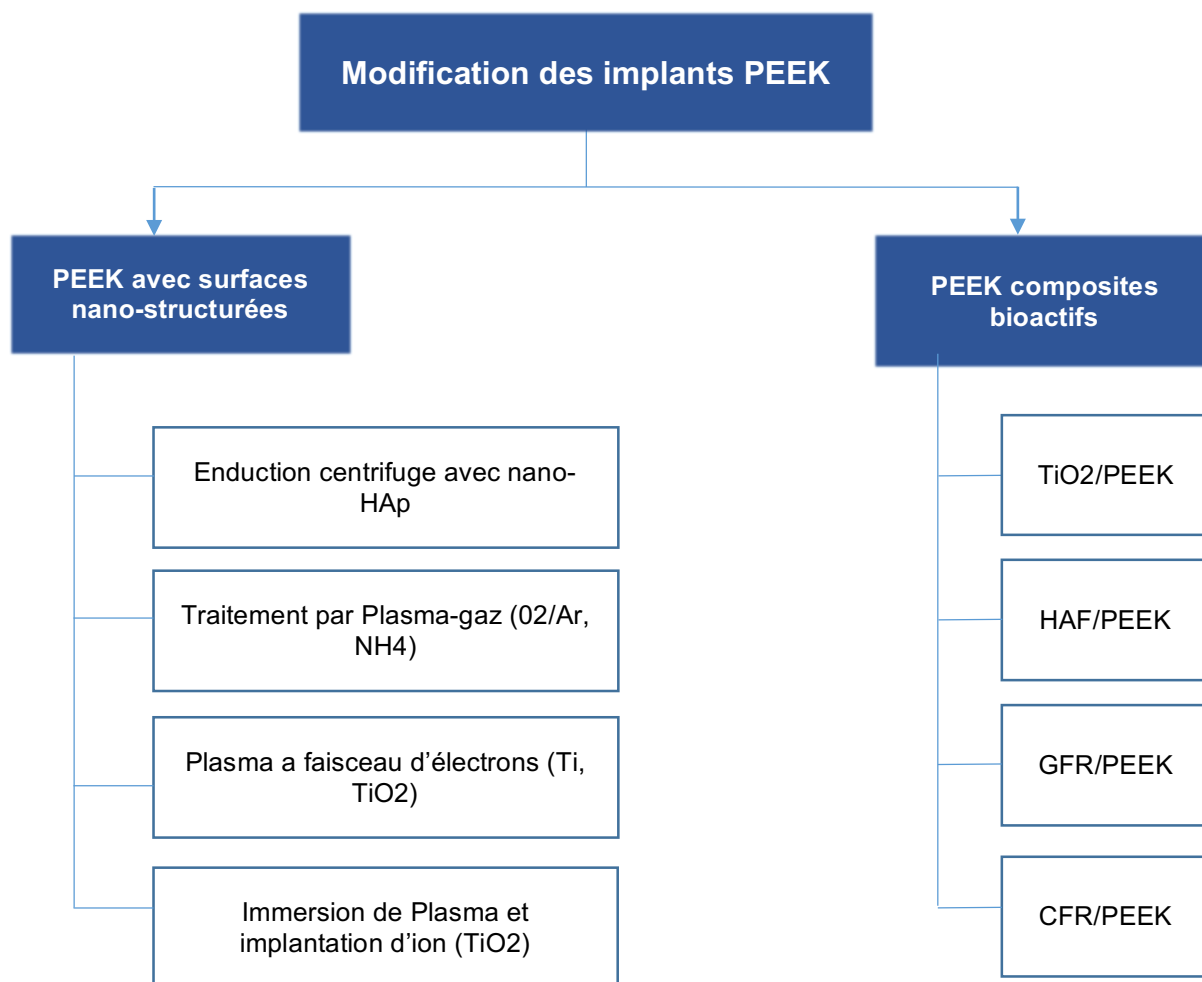 Modification des implants PEEK
PEEK avec surfaces
nano-structurées
Enduction centrifuge avec nano-
HAp
Traitement par Plasma-gaz (02/Ar,
NH4)
Plasma a faisceau d’électrons (Ti,
TiO2)
Immersion de Plasma et
implantation d’ion (TiO2)
PEEK composites
bioactifs
TiO2/PEEK
HAF/PEEK
GFR/PEEK
CFR/PEEK